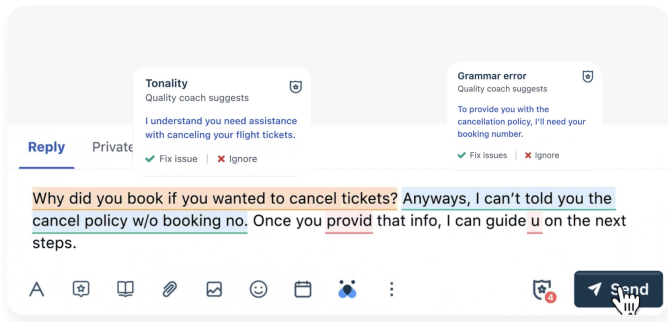 Tonality
Quality coach suggests
I understand you need assistance
with canceling your flight tickets.
Fix issue | Ignore
Grammar error
Quality coach suggests
To provide you with the
cancellation policy, I'll need your
booking number.
Fix issues | Ignore
Reply Private
Why did you book if you wanted to cancel tickets? Anyways, I can't told you the
cancel policy w/o booking no. Once you provid that info, I can guide u on the next
steps.
A
4
Send